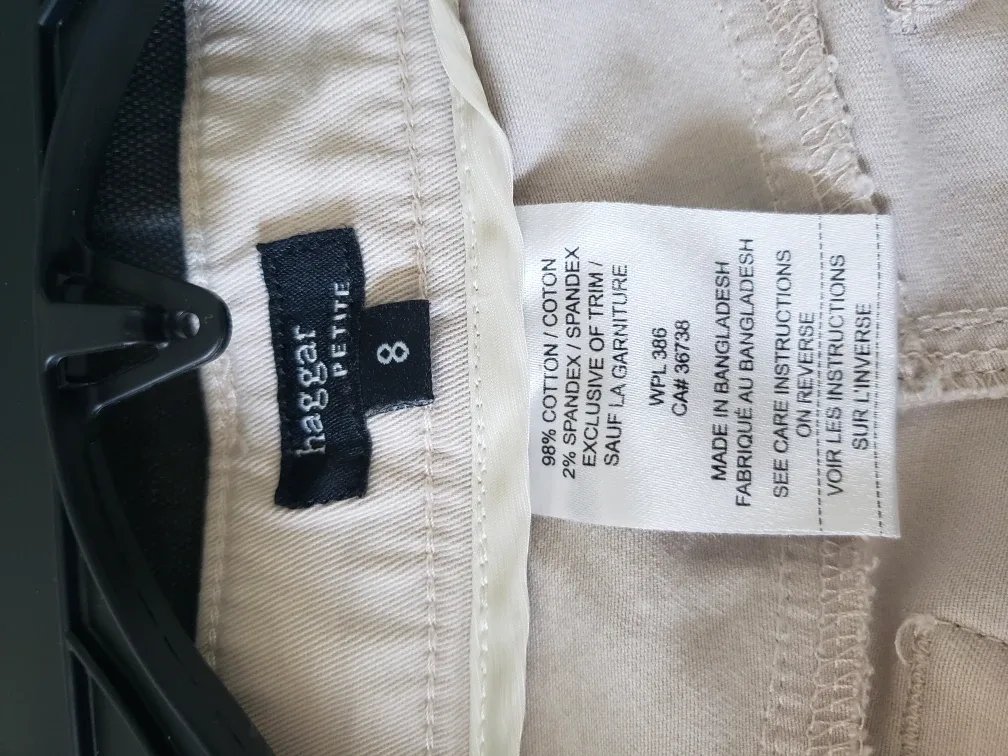 haggar
PETITE
8
98% COTTON / COTON
2% SPANDEX / SPANDEX
EXCLUSIVE OF TRIM /
SAUF LA GARNITURE
WPL 386
CA# 36738
MADE IN BANGLADESH
FABRIQUÉ AU BANGLADESH
SEE CARE INSTRUCTIONS
ON REVERSE
VOIR LES INSTRUCTIONS
SUR L'INVERSE